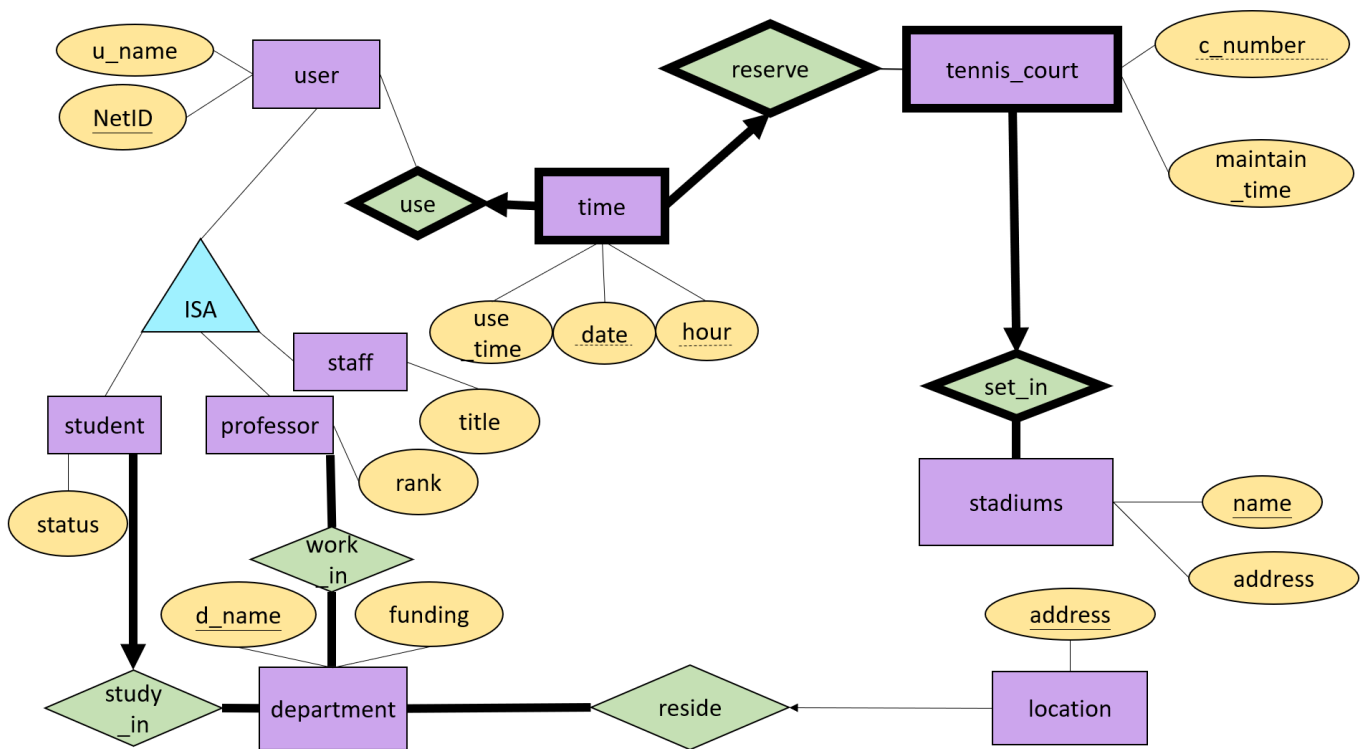 u_name
user
reserve
tennis_court
c_number
NetID
maintain
_time
use
time
ISA
use
_time
date
hour
staff
set_in
student
professor
title
rank
stadiums
name
status
work
_in
address
d_name
funding
address
study
_in
department
reside
location